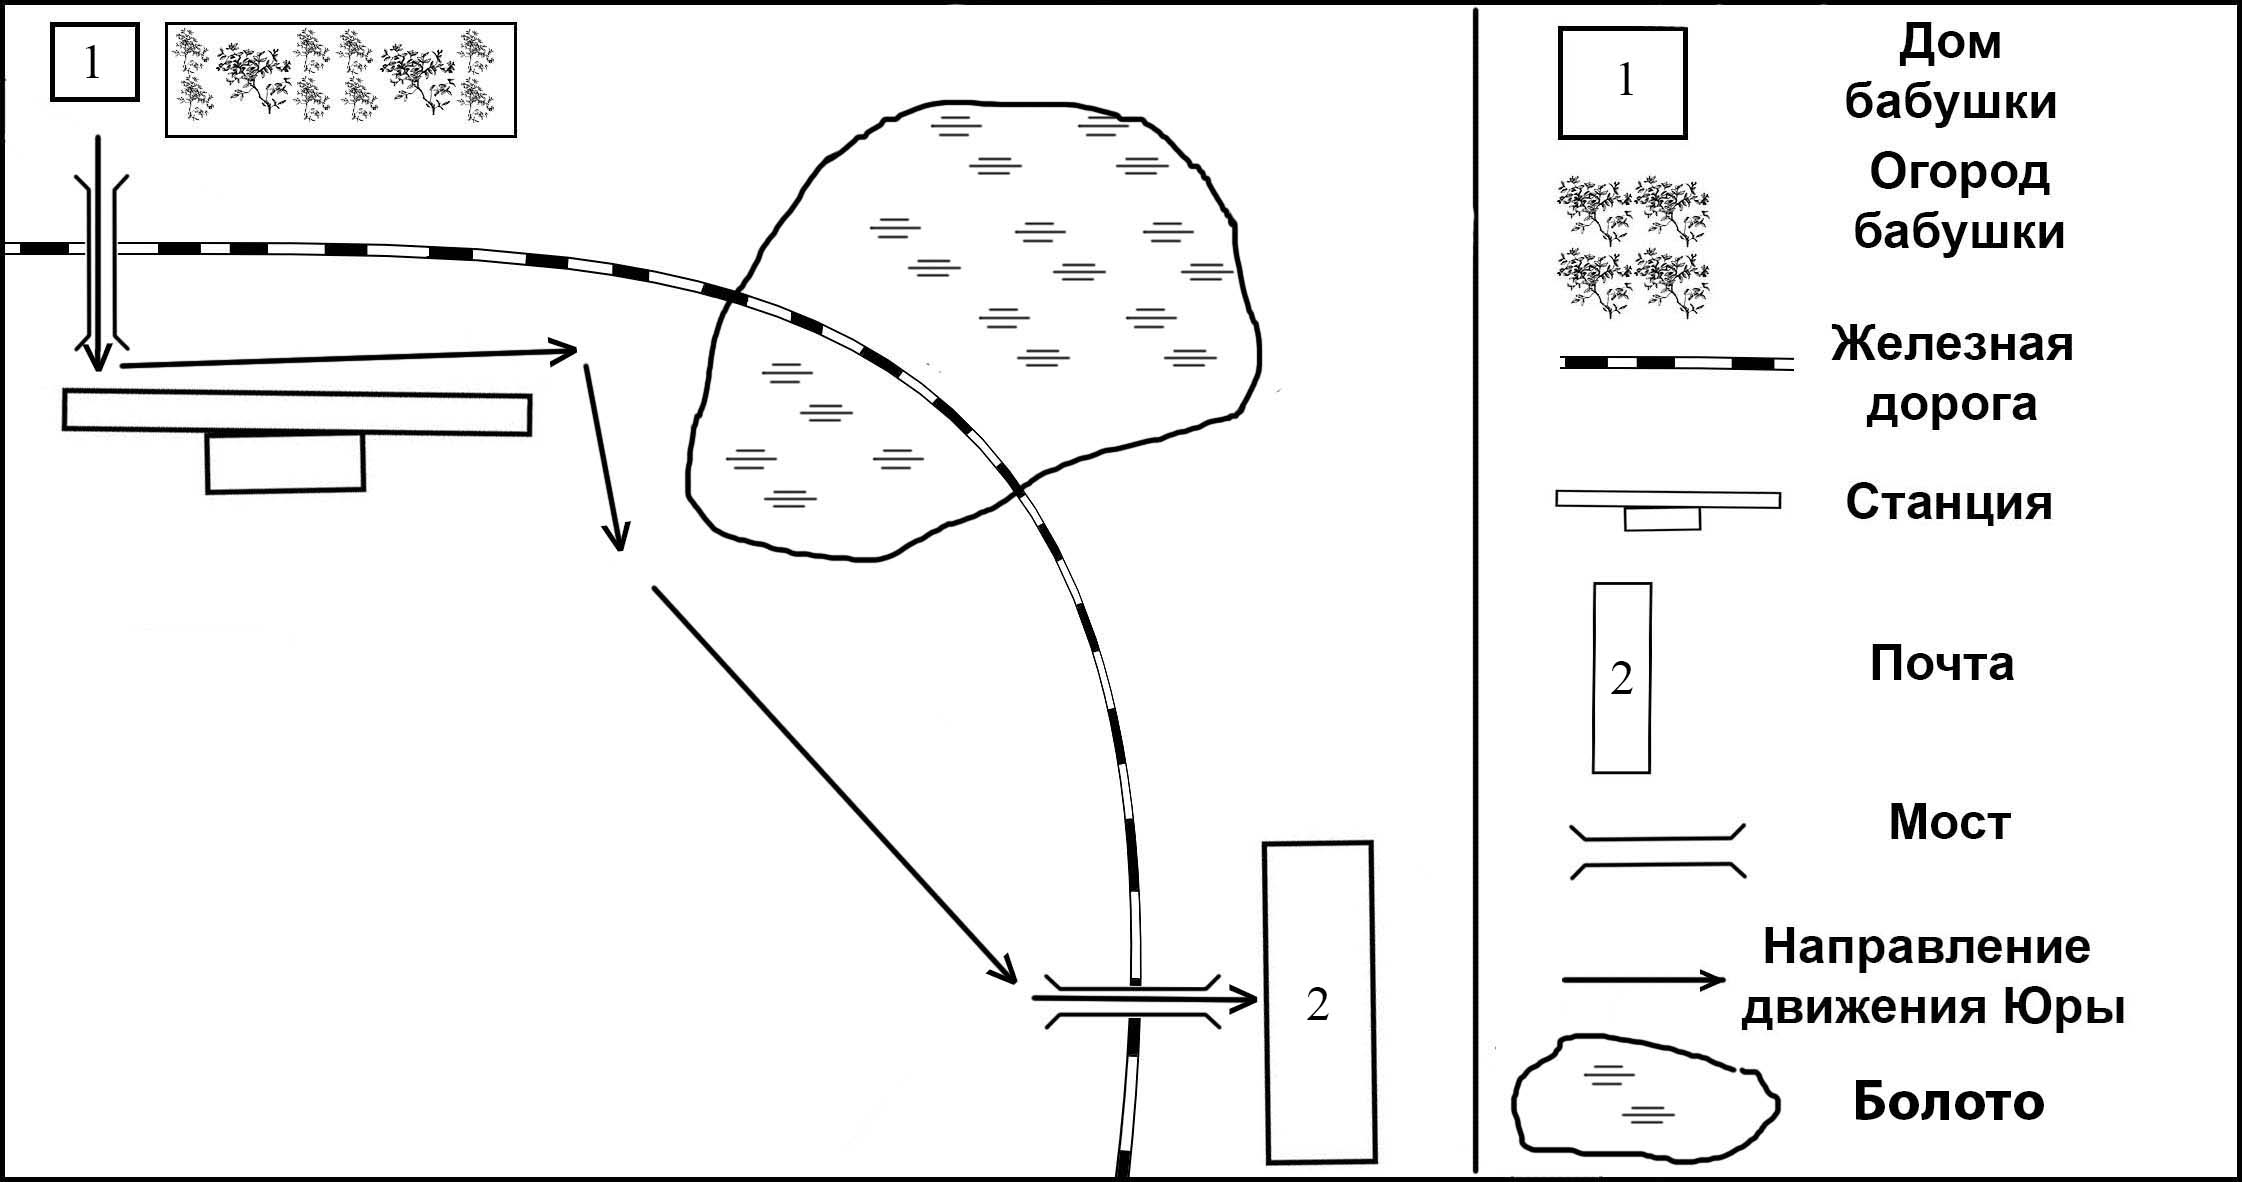 1
2
1
Дом
бабушки
Огород
бабушки
Железная
дорога
Станция
2
Почта
Мост
Направление
движения Юры
Болото